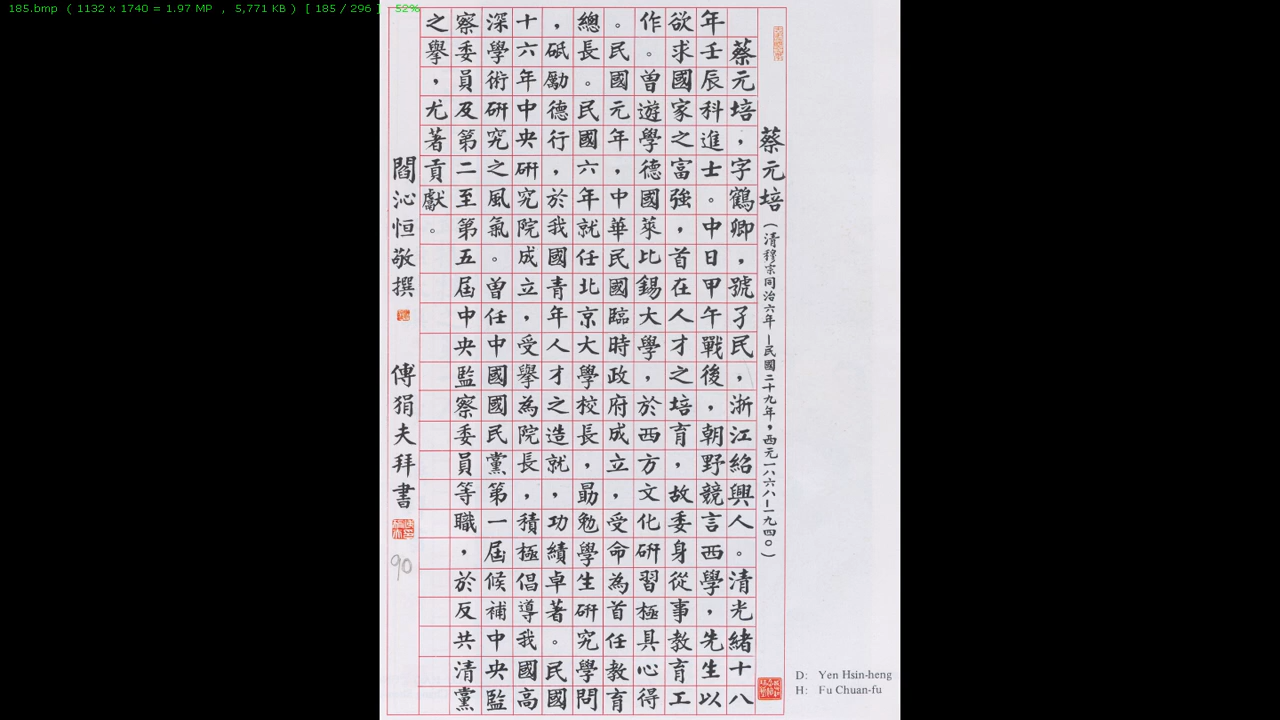 185.bmp ( 1132 x 1740 = 1.97 MP , 5,771 KB ) [ 185 / 296 ] 52%
蔡元培(清穆宗同治六年—民國二十九年,西元一八六八—一九四〇)
蔡元培,字鶴卿,號孑民,浙江紹興人。清光緒十八
年壬辰科進士。中日甲午戰後,朝野競言西學,先生以
欲求國家之富強,首在人才之培育,故委身從事教育工
作。曾遊學德國萊比錫大學,於西方文化研習極具心得
。民國元年,中華民國臨時政府成立,受命為首任教育
總長。民國六年就任北京大學校長,勗勉學生研究學問
,砥勵德行,於我國青年人才之造就,功績卓著。民國
十六年中央研究院成立,受舉為院長,積極倡導我國高
深學術研究之風氣。曾任中國國民黨第一屆候補中央監
察委員及第二至第五屆中央監察委員等職,於反共清黨
之舉,尤著貢獻。
閻沁恒敬撰 傅狷夫拜書
90
D: Yen Hsin-heng
H: Fu Chuan-fu